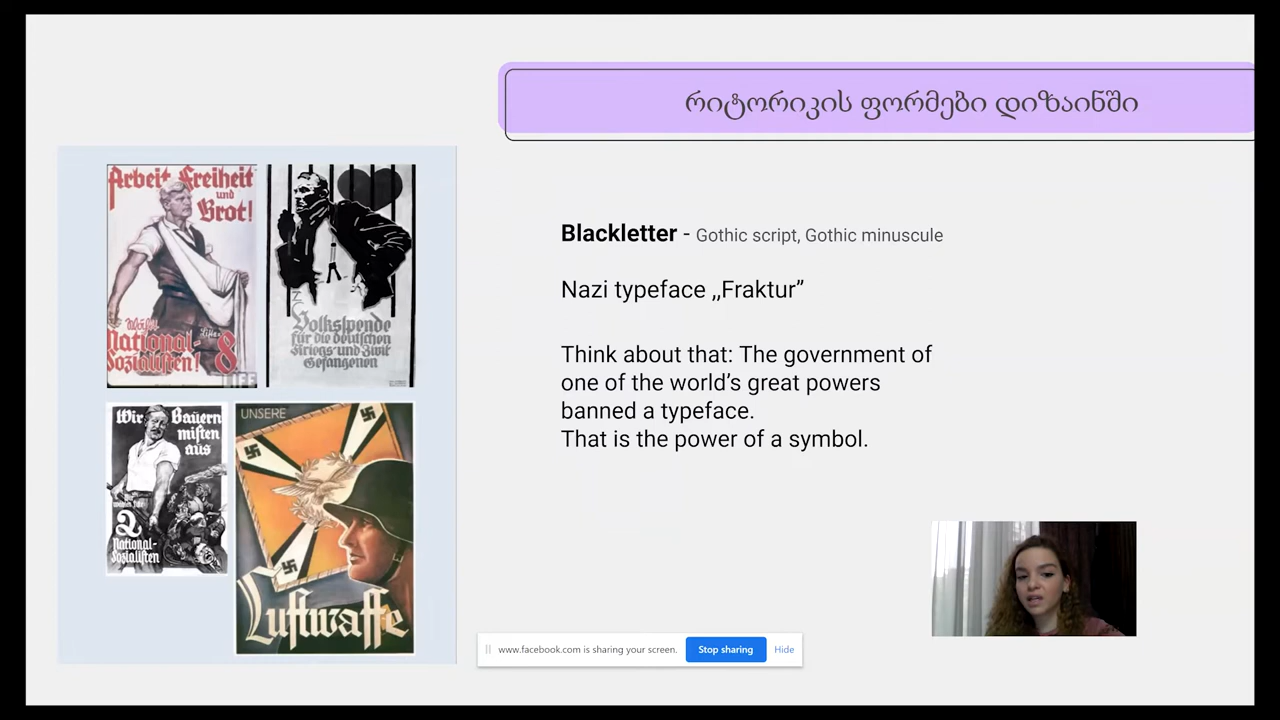 რიტორიკის ფორმები დიზაინში
Arbeit Freiheit
und
Brot!
National-
Sozialisten! 8
LIFE
Volksspende
für die deutschen
Kriegs- und Zivil
Gefangenen
Wir Bauern
misten
aus
2
National-
Sozialisten
UNSERE
Luftwaffe
Blackletter - Gothic script, Gothic minuscule
Nazi typeface ,,Fraktur”
Think about that: The government of
one of the world’s great powers
banned a typeface.
That is the power of a symbol.
www.facebook.com is sharing your screen. Stop sharing Hide